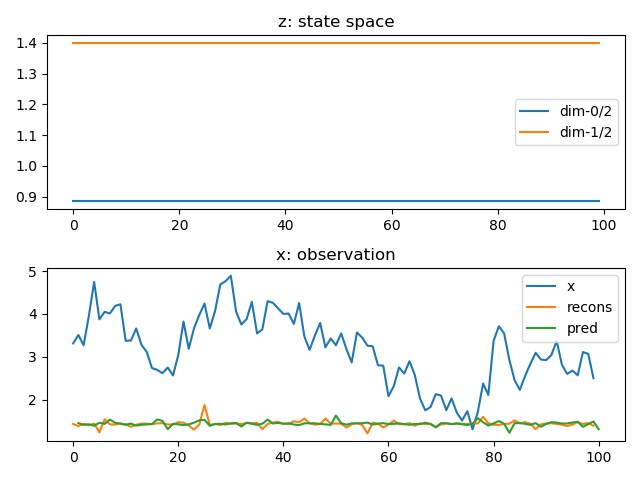 z: state space
1.4
1.3
1.2
1.1
1.0
0.9
dim-0/2
dim-1/2
0 20 40 60 80 100
x: observation
5
4
3
2
x
recons
pred
0 20 40 60 80 100